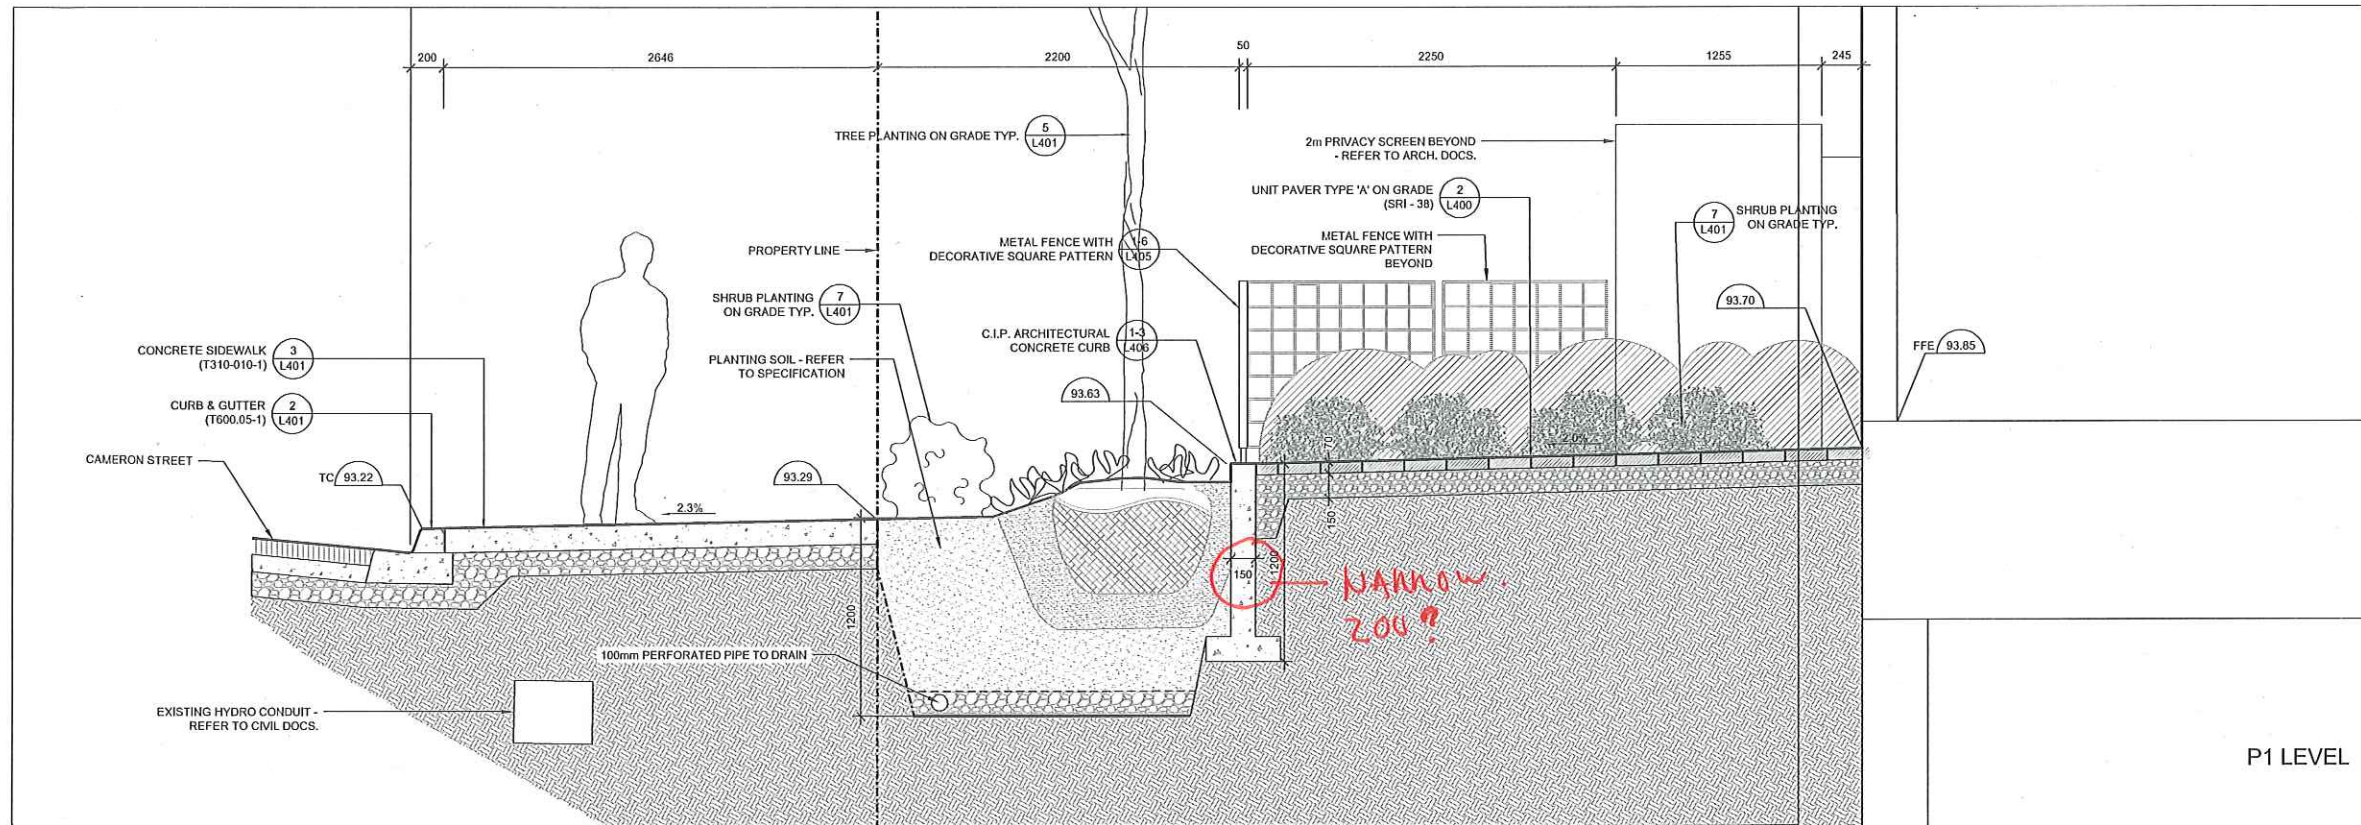 200
2646
2200
50
2250
1255
245
TREE PLANTING ON GRADE TYP.
5
L401
2m PRIVACY SCREEN BEYOND
- REFER TO ARCH. DOCS.
UNIT PAVER TYPE 'A' ON GRADE
(SRI - 38)
2
L400
7
L401
SHRUB PLANTING
ON GRADE TYP.
PROPERTY LINE
METAL FENCE WITH
DECORATIVE SQUARE PATTERN
1-6
L405
METAL FENCE WITH
DECORATIVE SQUARE PATTERN
BEYOND
SHRUB PLANTING
ON GRADE TYP.
7
L401
93.70
C.I.P. ARCHITECTURAL
CONCRETE CURB
1-3
L406
FFE 93.85
CONCRETE SIDEWALK
(T310-010-1)
3
L401
PLANTING SOIL - REFER
TO SPECIFICATION
93.63
CURB & GUTTER
(T600.05-1)
2
L401
2.0%
70
CAMERON STREET
TC 93.22
93.29
2.3%
150
150
1200
NARROW.
200?
1200
100mm PERFORATED PIPE TO DRAIN
EXISTING HYDRO CONDUIT -
REFER TO CIVIL DOCS.
P1 LEVEL